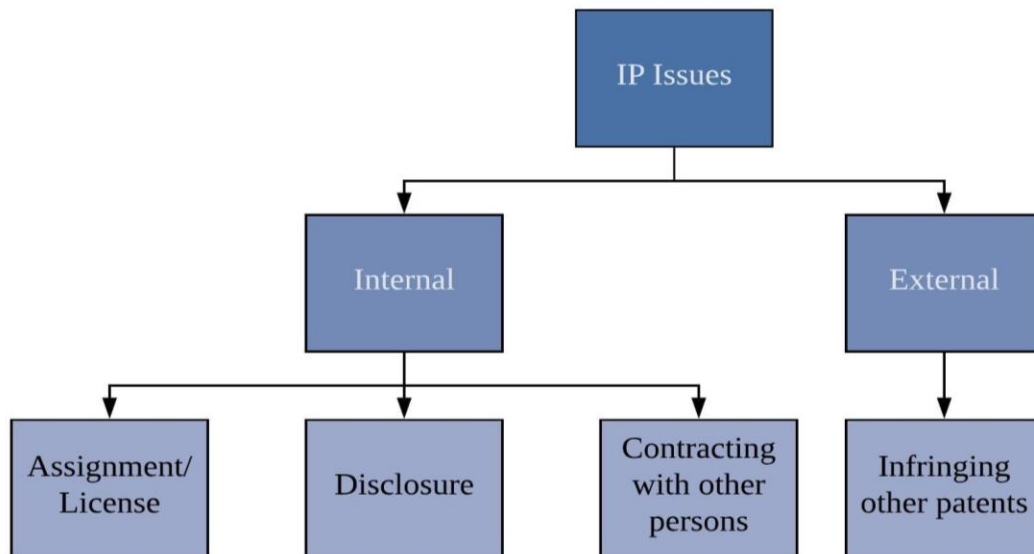 IP Issues
Internal
External
Assignment/
License
Disclosure
Contracting
with other
persons
Infringing
other patents